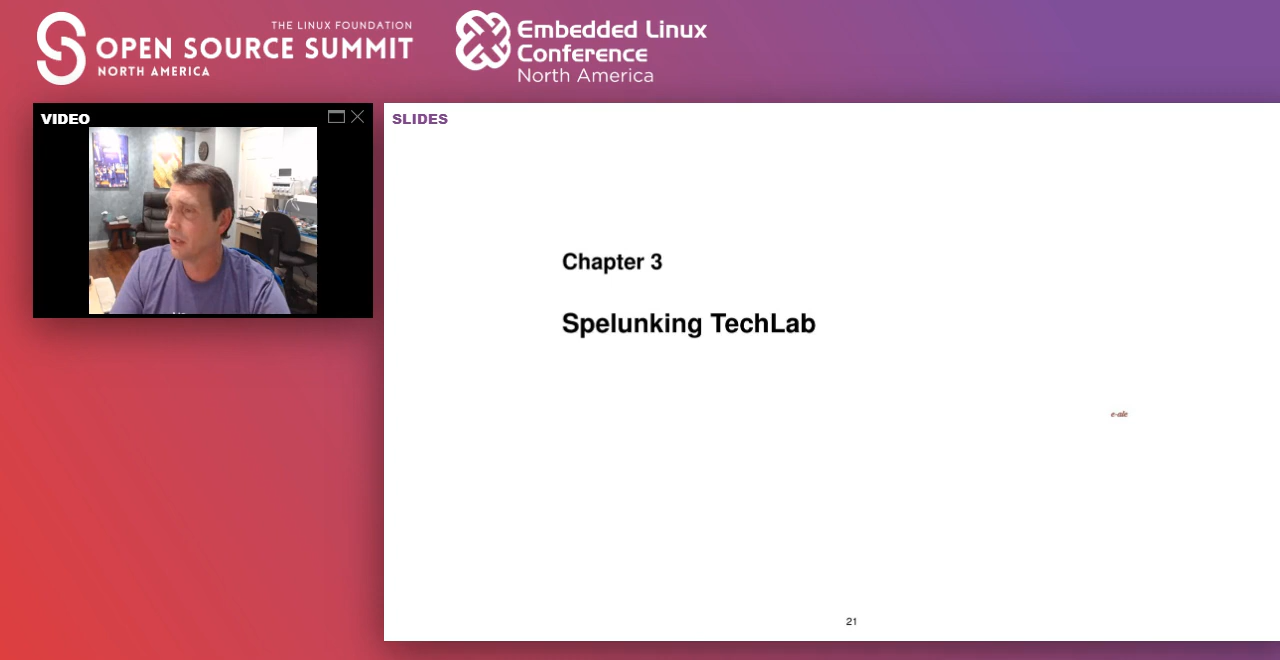 THE LINUX FOUNDATION
OPEN SOURCE SUMMIT
NORTH AMERICA
Embedded Linux
Conference
North America
VIDEO
SLIDES
Chapter 3
Spelunking TechLab
e-ale
21